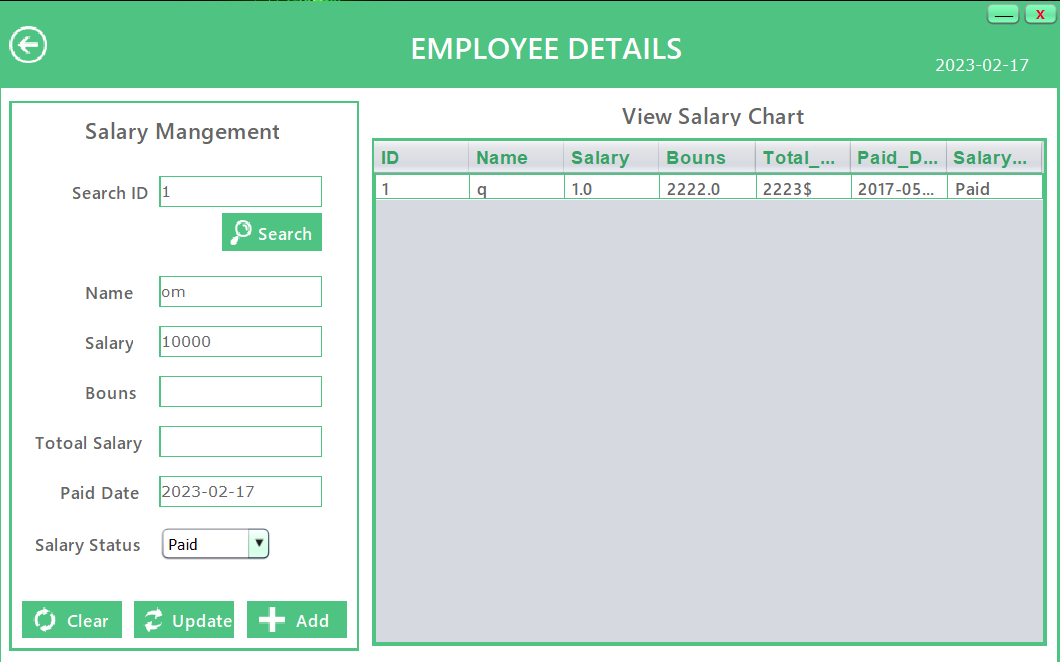 X
EMPLOYEE DETAILS
2023-02-17
Salary Mangement
Search ID 1
Search
Name om
Salary 10000
Bouns
Totoal Salary
Paid Date 2023-02-17
Salary Status Paid
Clear Update Add
View Salary Chart
ID Name Salary Bouns Total_... Paid_D... Salary...
1 q 1.0 2222.0 2223$ 2017-05... Paid